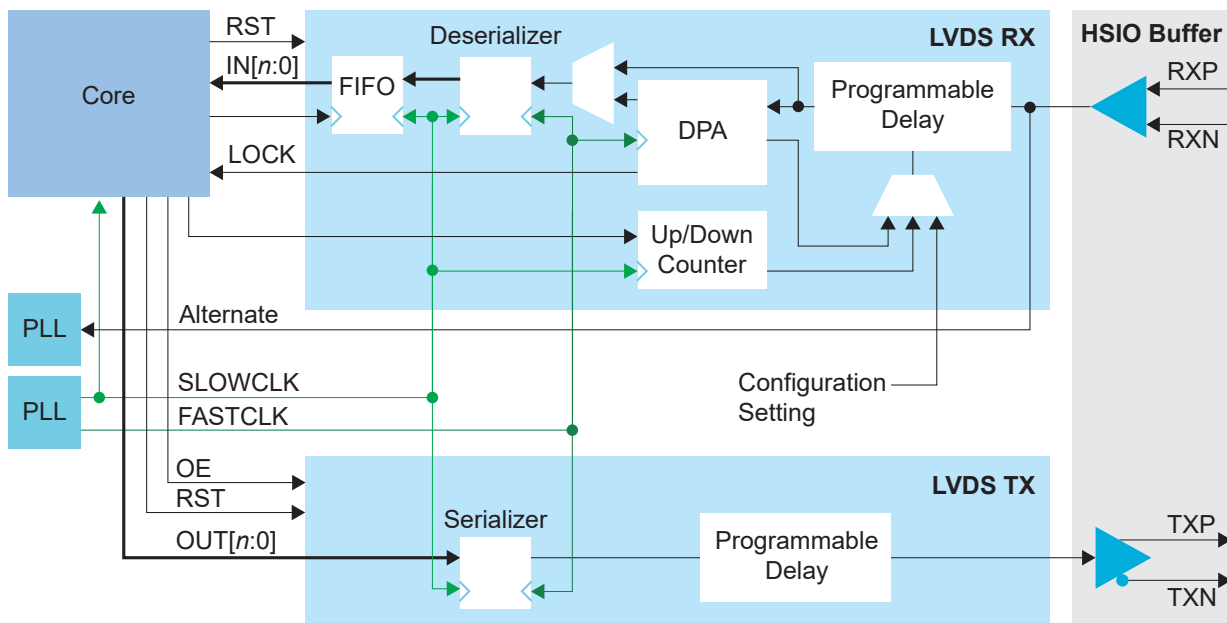 RST
Deserializer
LVDS RX
HSIO Buffer
IN[n:0]
RXP
Core
FIFO
Programmable
Delay
DPA
RXN
LOCK
Up/Down
Counter
PLL
Alternate
PLL
SLOWCLK
FASTCLK
Configuration
Setting
OE
RST
LVDS TX
Serializer
OUT[n:0]
Programmable
Delay
TXP
TXN